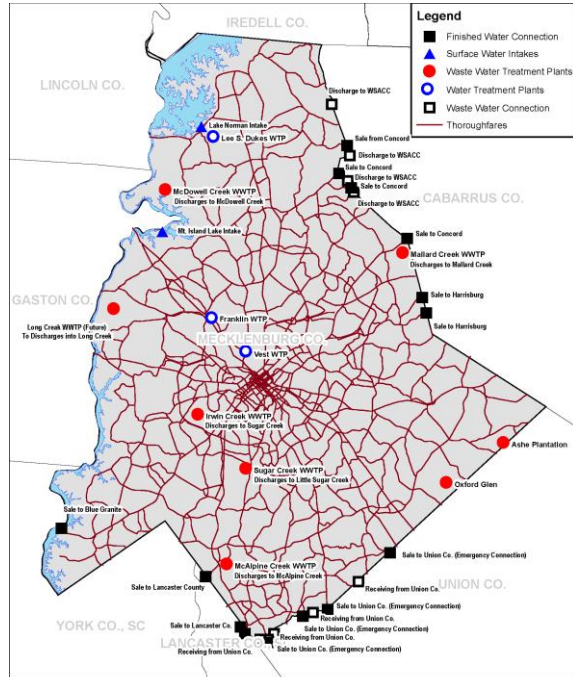 IREDELL CO.
Legend
Finished Water Connection
Surface Water Intakes
Waste Water Treatment Plants
Water Treatment Plants
Waste Water Connection
Thoroughfares
LINCOLN CO.
Discharge to WSACC
Lake Norman Intake
Lee S. Dukes WTP
Sale from Concord
Discharge to WSACC
Sale to Concord
Discharge to WSACC
Sale to Concord
Discharge to WSACC
CABARRUS CO.
McDowell Creek WWTP
Discharges to McDowell Creek
Mt. Island Lake Intake
Sale to Concord
Mallard Creek WWTP
Discharges to Mallard Creek
GASTON CO.
Sale to Harrisburg
Sale to Harrisburg
Long Creek WWTP (Future)
To Discharges into Long Creek
Franklin WTP
MECKLENBURG CO.
Vest WTP
Irwin Creek WWTP
Discharges to Sugar Creek
Ashe Plantation
Sugar Creek WWTP
Discharges to Little Sugar Creek
Oxford Glen
Sale to Blue Granite
Sale to Union Co. (Emergency Connection)
McAlpine Creek WWTP
Discharges to McAlpine Creek
Receiving from Union Co.
UNION CO.
Sale to Lancaster County
Sale to Union Co. (Emergency Connection)
Receiving from Union Co.
YORK CO., SC
Sale to Lancaster Co.
Sale to Union Co. (Emergency Connection)
LANCASTER CO.
Receiving from Union Co.
Receiving from Union Co.
Sale to Union Co. (Emergency Connection)